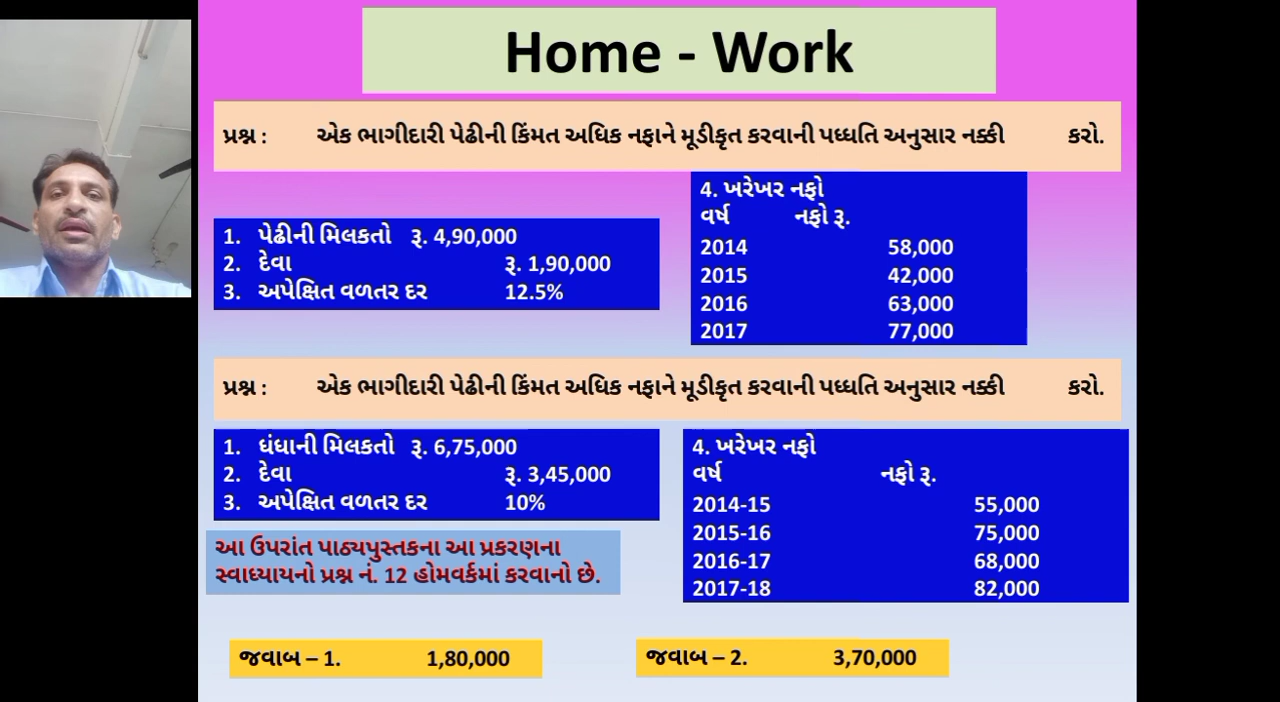 Home - Work
પ્રશ્ન : એક ભાગીદારી પેઢીની કિંમત અધિક નફાને મૂડીકૃત કરવાની પધ્ધતિ અનુસાર નક્કી કરો.
1. પેઢીની મિલકતો રૂ. 4,90,000
2. દેવા રૂ. 1,90,000
3. અપેક્ષિત વળતર દર 12.5%
4. ખરેખર નફો
વર્ષ નફો રૂ.
2014 58,000
2015 42,000
2016 63,000
2017 77,000
પ્રશ્ન : એક ભાગીદારી પેઢીની કિંમત અધિક નફાને મૂડીકૃત કરવાની પધ્ધતિ અનુસાર નક્કી કરો.
1. ધંધાની મિલકતો રૂ. 6,75,000
2. દેવા રૂ. 3,45,000
3. અપેક્ષિત વળતર દર 10%
4. ખરેખર નફો
વર્ષ નફો રૂ.
2014-15 55,000
2015-16 75,000
2016-17 68,000
2017-18 82,000
આ ઉપરાંત પાઠ્યપુસ્તકના આ પ્રકરણના
સ્વાધ્યાયનો પ્રશ્ન નં. 12 હોમવર્કમાં કરવાનો છે.
જવાબ – 1. 1,80,000
જવાબ – 2. 3,70,000